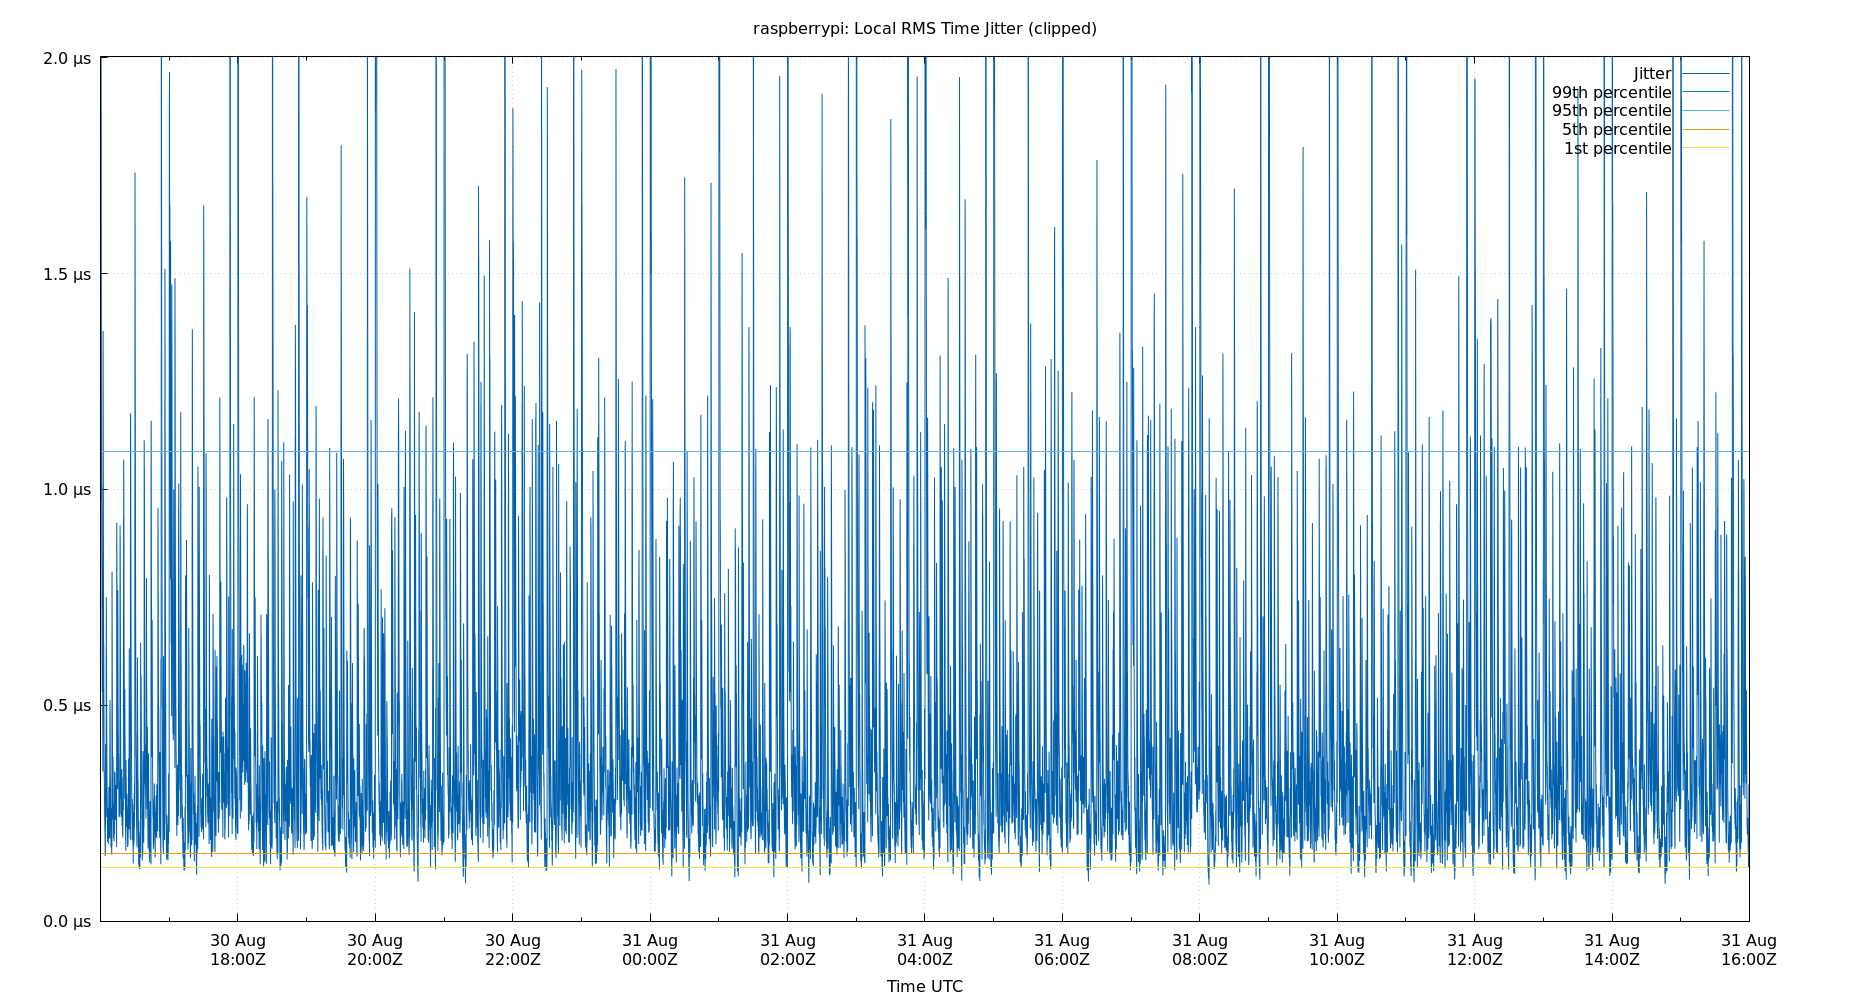 raspberrypi: Local RMS Time Jitter (clipped)
2.0 μs
1.5 μs
1.0 μs
0.5 μs
0.0 μs
Jitter
99th percentile
95th percentile
5th percentile
1st percentile
30 Aug 30 Aug 30 Aug 31 Aug 31 Aug 31 Aug 31 Aug 31 Aug 31 Aug 31 Aug 31 Aug 31 Aug
18:00Z 20:00Z 22:00Z 00:00Z 02:00Z 04:00Z 06:00Z 08:00Z 10:00Z 12:00Z 14:00Z 16:00Z
Time UTC